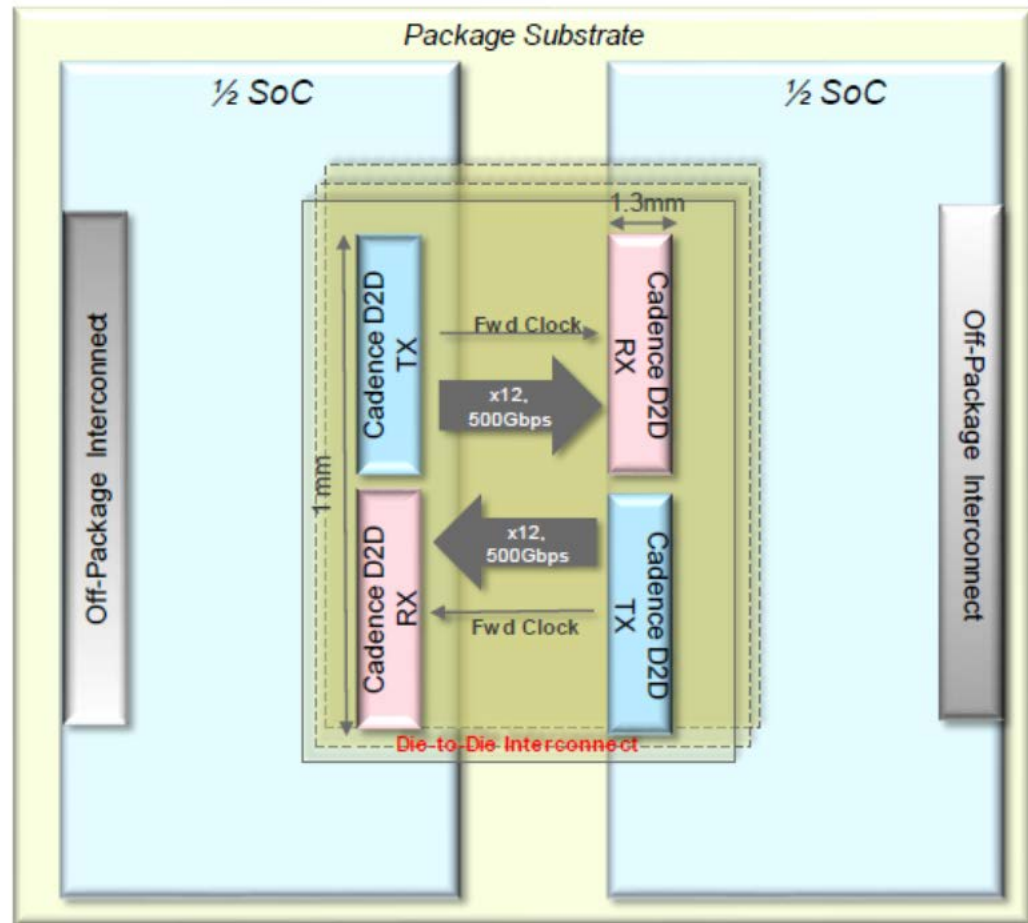 Package Substrate
½ SoC
½ SoC
1.3mm
Off-Package Interconnect
Cadence D2D
TX
Fwd Clock
x12,
500Gbps
Cadence D2D
RX
Off-Package Interconnect
1mm
Cadence D2D
RX
x12,
500Gbps
Fwd Clock
Cadence D2D
TX
Die-to-Die Interconnect